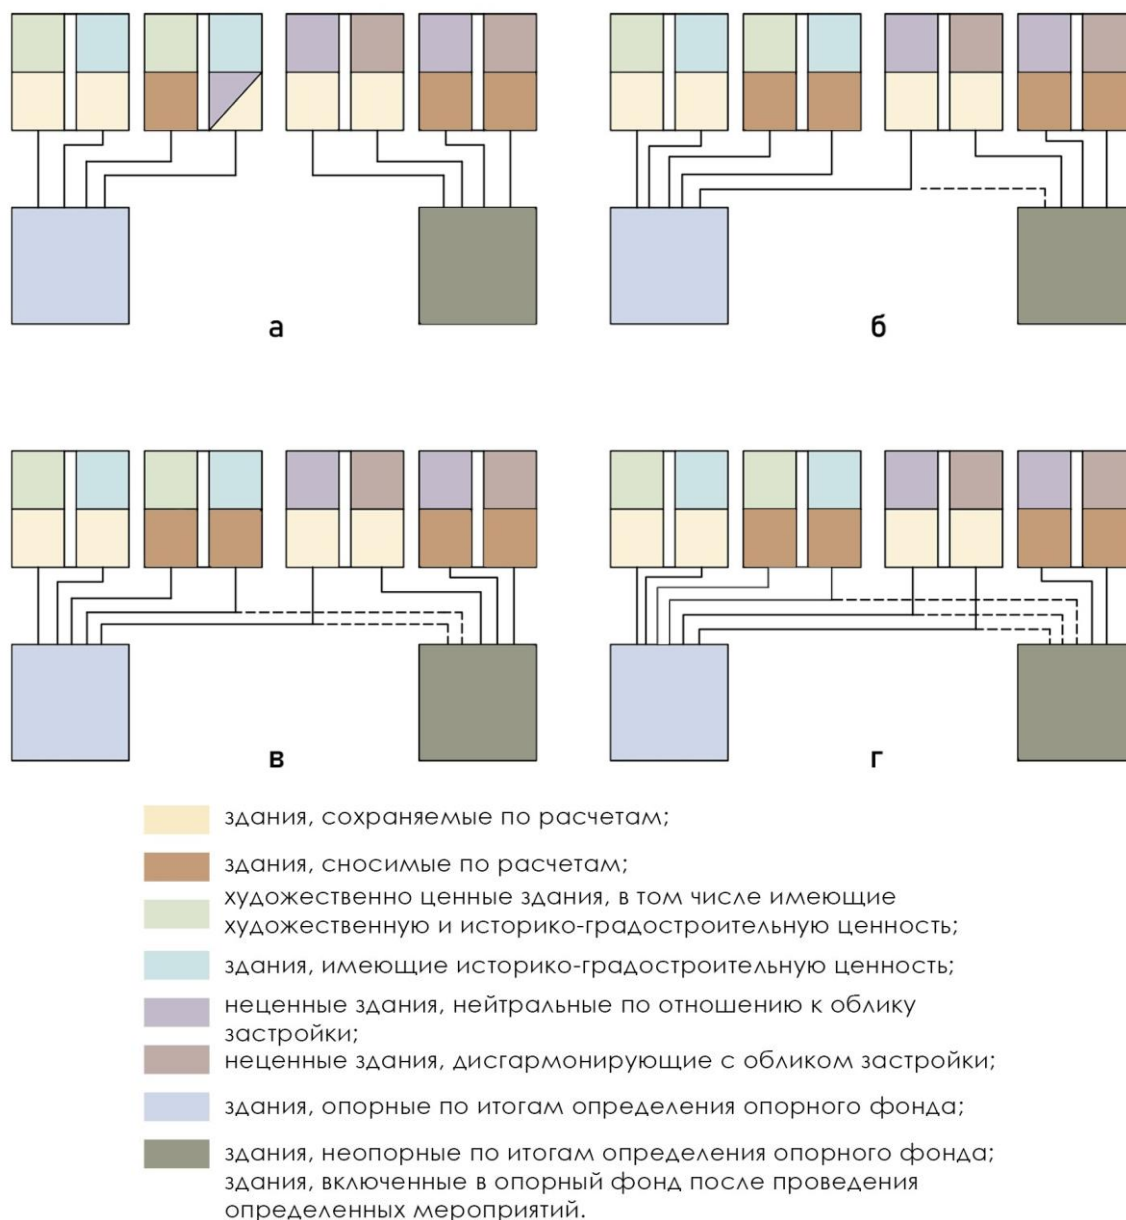 а
б
в
г
здания, сохраняемые по расчетам;
здания, сносимые по расчетам;
художественно ценные здания, в том числе имеющие
художественную и историко-градостроительную ценность;
здания, имеющие историко-градостроительную ценность;
неценные здания, нейтральные по отношению к облику
застройки;
неценные здания, дисгармонирующие с обликом застройки;
здания, опорные по итогам определения опорного фонда;
здания, неопорные по итогам определения опорного фонда;
здания, включенные в опорный фонд после проведения
определенных мероприятий.